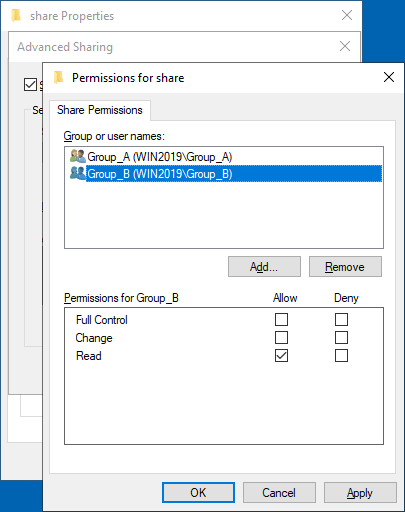 share Properties
Advanced Sharing
Permissions for share
Share Permissions
Group or user names:
Group_A (WIN2019\Group_A)
Group_B (WIN2019\Group_B)
Add...
Remove
Permissions for Group_B Allow Deny
Full Control
Change
Read
OK
Cancel
Apply